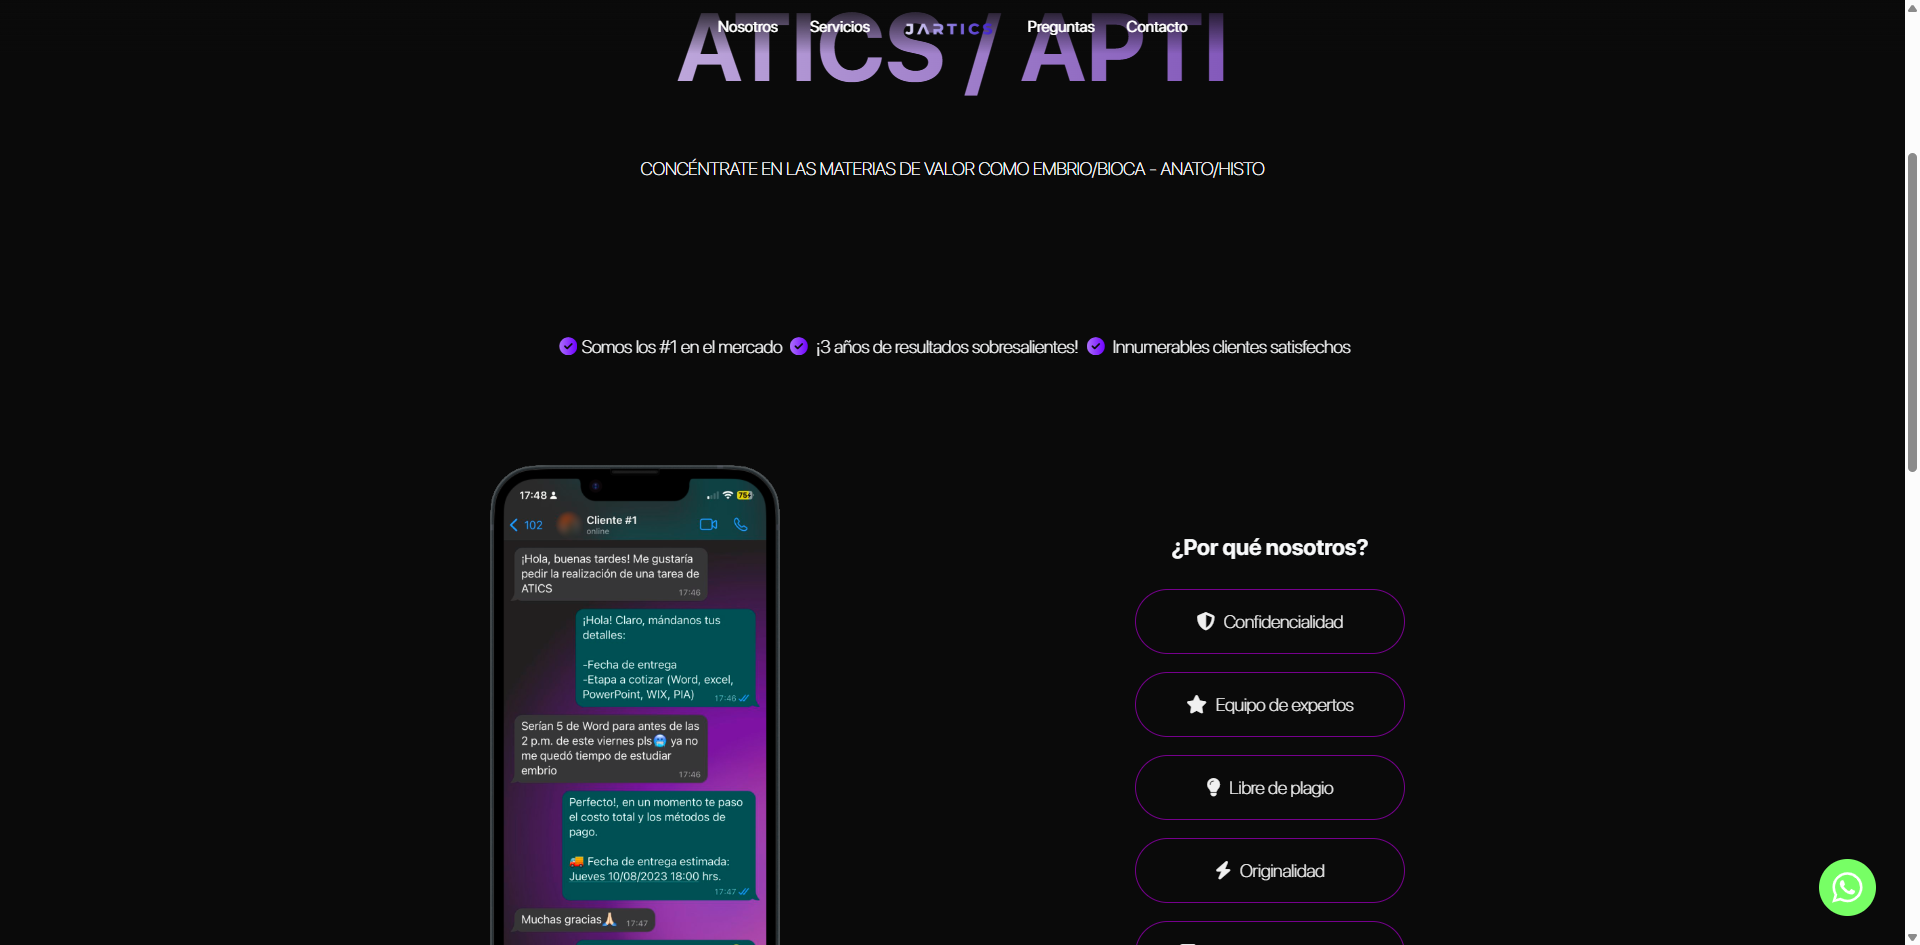 Nosotros
Servicios
JARTICS
Preguntas
Contacto
ATICS / APTI
CONCÉNTRATE EN LAS MATERIAS DE VALOR COMO EMBRIO/BIOCA - ANATO/HISTO
Somos los #1 en el mercado
¡3 años de resultados sobresalientes!
Innumerables clientes satisfechos
17:48
75
102
Cliente #1
online
¡Hola, buenas tardes! Me gustaría
pedir la realización de una tarea de
ATICS
17:46
¡Hola! Claro, mándanos tus
detalles:
-Fecha de entrega
-Etapa a cotizar (Word, excel,
PowerPoint, WIX, PIA)
17:46
Serían 5 de Word para antes de las
2 p.m. de este viernes pls🥶 ya no
me quedó tiempo de estudiar
embrio
17:46
Perfecto!, en un momento te paso
el costo total y los métodos de
pago.
🚚 Fecha de entrega estimada:
Jueves 10/08/2023 18:00 hrs.
17:47
Muchas gracias🙏🏻
17:47
¿Por qué nosotros?
Confidencialidad
Equipo de expertos
Libre de plagio
Originalidad